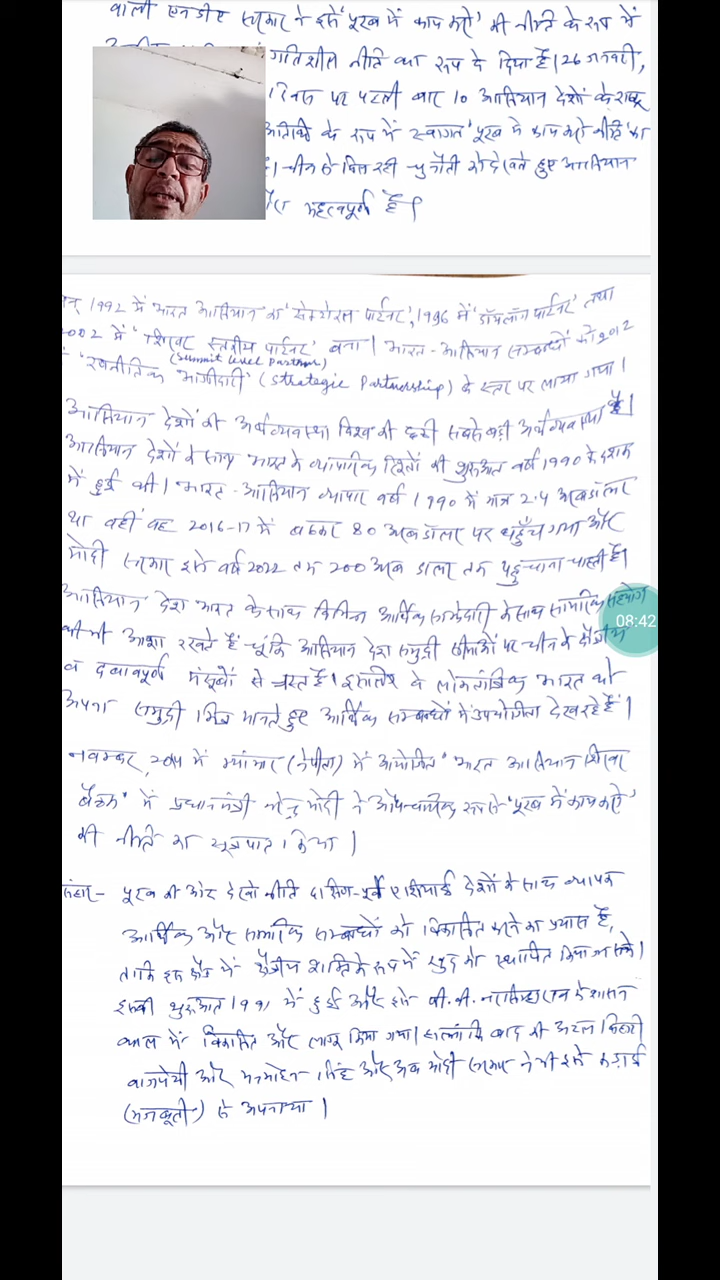 वाली एनडीए सरकार ने इसे 'पूरब में काम करो' की नीति के रूप में
गतिशील नीति का रूप दे दिया है। 26 जनवरी,
दिवस पर पहली बार 10 आसियान देशों के राष्ट्र
अतिथि के रूप में स्वागत 'पूरब में काम करो नीति' का
है। चीन से मिल रही चुनौती को देखते हुए आसियान
महत्वपूर्ण है।
सन् 1992 में भारत आसियान का 'सेक्टोरल पार्टनर', 1996 में 'डॉयलॉग पार्टनर' तथा
2002 में 'शिखर स्तरीय पार्टनर' बना। भारत-आसियान सम्बन्धों को 2012
(Summit level Partner)
'रणनीतिक भागीदारी' (Strategic Partnership) के स्तर पर लाया गया।
आसियान देशों की अर्थव्यवस्था विश्व की सबसे बड़ी अर्थव्यवस्था है।
आसियान देशों के साथ भारत के व्यापारिक रिश्तों की शुरुआत वर्ष 1990 के दशक
में हुई थी। भारत-आसियान व्यापार वर्ष 1990 में मात्र 2.4 अरब डॉलर
था वहीं वह 2016-17 में बढ़कर 80 अरब डॉलर पर पहुँच गया और
मोदी सरकार इसे वर्ष 2022 तक 200 अरब डालर तक पहुंचाना चाहती है।
आसियान देश भारत के साथ विभिन्न आर्थिक साझेदारी के साथ सामरिक सहयोग
की भी आशा रखते हैं चूंकि आसियान देश समुद्री सीमाओं पर चीन के क्षेत्रीय
व दबावपूर्ण मंसूबों से त्रस्त हैं। इसलिए वे लोकतांत्रिक भारत को
अपना समुद्री मित्र मानते हुए आर्थिक सम्बन्धों में उपयोगिता देख रहे हैं।
08:42
नवम्बर, 2014 में म्यांमार (नेपीता) में आयोजित "भारत आसियान शिखर
बैठक" में प्रधानमंत्री नरेन्द्र मोदी ने औपचारिक रूप से 'पूरब में काम करो'
की नीति का सूत्रपात किया।
पूरब की ओर देखो नीति दक्षिण-पूर्व एशियाई देशों के साथ व्यापक
आर्थिक और सामरिक सम्बन्धों को विकसित करने का प्रयास है,
ताकि इस क्षेत्र में क्षेत्रीय शक्ति के रूप में खुद को स्थापित किया जा सके।
इसकी शुरुआत 1991 में हुई और इसे पी.वी. नरसिम्हा राव के शासन
काल में विकसित और लागू किया गया। हालांकि बाद की अटल बिहारी
वाजपेयी और मनमोहन सिंह और अब मोदी सरकार ने भी इसे कड़ाई
(मजबूती) से अपनाया।